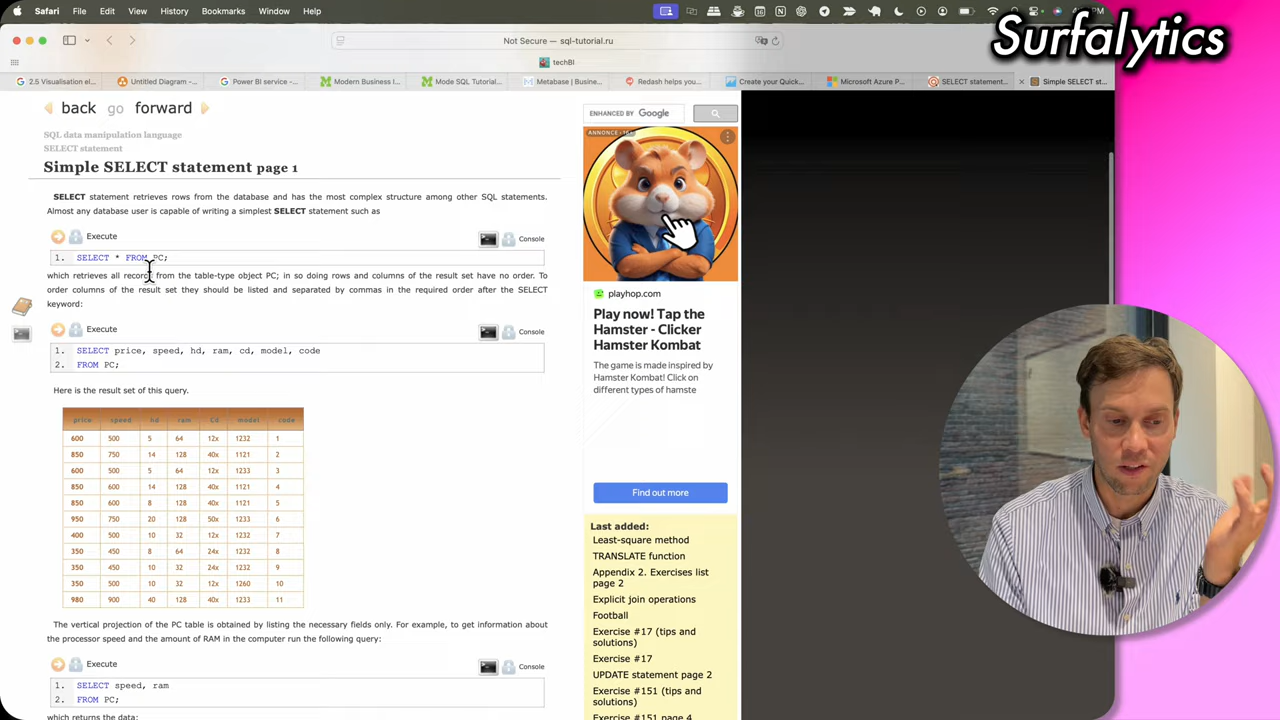 Safari File Edit View History Bookmarks Window Help
Surfalytics
Not Secure — sql-tutorial.ru
techBI
2.5 Visualisation el...
Untitled Diagram -...
Power BI service -...
Modern Business I...
Mode SQL Tutorial...
Metabase | Busine...
Redash helps you...
Create your Quick...
Microsoft Azure P...
SELECT statement...
Simple SELECT st...
back go forward
SQL data manipulation language
SELECT statement
Simple SELECT statement page 1
SELECT statement retrieves rows from the database and has the most complex structure among other SQL statements.
Almost any database user is capable of writing a simplest SELECT statement such as
Execute
Console
1. SELECT * FROM PC;
which retrieves all records from the table-type object PC; in so doing rows and columns of the result set have no order. To
order columns of the result set they should be listed and separated by commas in the required order after the SELECT
keyword:
Execute
Console
1. SELECT price, speed, hd, ram, cd, model, code
2. FROM PC;
Here is the result set of this query.
price speed hd ram Cd model code
600 500 5 64 12x 1232 1
850 750 14 128 40x 1121 2
600 500 5 64 12x 1233 3
850 600 14 128 40x 1121 4
850 600 8 128 40x 1121 5
950 750 20 128 50x 1233 6
400 500 10 32 12x 1232 7
350 450 8 64 24x 1232 8
350 450 10 32 24x 1232 9
350 500 10 32 12x 1260 10
980 900 40 128 40x 1233 11
The vertical projection of the PC table is obtained by listing the necessary fields only. For example, to get information about
the processor speed and the amount of RAM in the computer run the following query:
Execute
Console
1. SELECT speed, ram
2. FROM PC;
which returns the data:
ENHANCED BY Google
playhop.com
Play now! Tap the
Hamster - Clicker
Hamster Kombat
The game is made inspired by
Hamster Kombat! Click on
different types of hamste
Find out more
Last added:
Least-square method
TRANSLATE function
Appendix 2. Exercises list
page 2
Explicit join operations
Football
Exercise #17 (tips and
solutions)
Exercise #17
UPDATE statement page 2
Exercise #151 (tips and
solutions)
Exercise #151 page 4